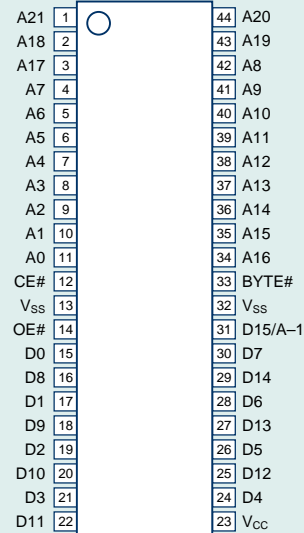 A21 1 44 A20
A18 2 43 A19
A17 3 42 A8
A7 4 41 A9
A6 5 40 A10
A5 6 39 A11
A4 7 38 A12
A3 8 37 A13
A2 9 36 A14
A1 10 35 A15
A0 11 34 A16
CE# 12 33 BYTE#
VSS 13 32 VSS
OE# 14 31 D15/A–1
D0 15 30 D7
D8 16 29 D14
D1 17 28 D6
D9 18 27 D13
D2 19 26 D5
D10 20 25 D12
D3 21 24 D4
D11 22 23 VCC